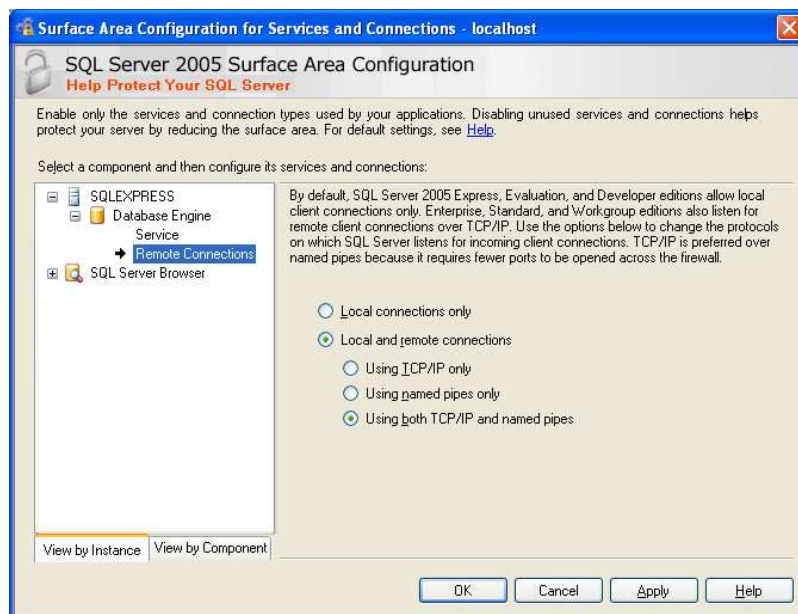 Surface Area Configuration for Services and Connections - localhost
SQL Server 2005 Surface Area Configuration
Help Protect Your SQL Server
Enable only the services and connection types used by your applications. Disabling unused services and connections helps
protect your server by reducing the surface area. For default settings, see Help.
Select a component and then configure its services and connections:
SQLEXPRESS
Database Engine
Service
Remote Connections
SQL Server Browser
By default, SQL Server 2005 Express, Evaluation, and Developer editions allow local
client connections only. Enterprise, Standard, and Workgroup editions also listen for
remote client connections over TCP/IP. Use the options below to change the protocols
on which SQL Server listens for incoming client connections. TCP/IP is preferred over
named pipes because it requires fewer ports to be opened across the firewall.
Local connections only
Local and remote connections
Using TCP/IP only
Using named pipes only
Using both TCP/IP and named pipes
View by Instance View by Component
OK Cancel Apply Help